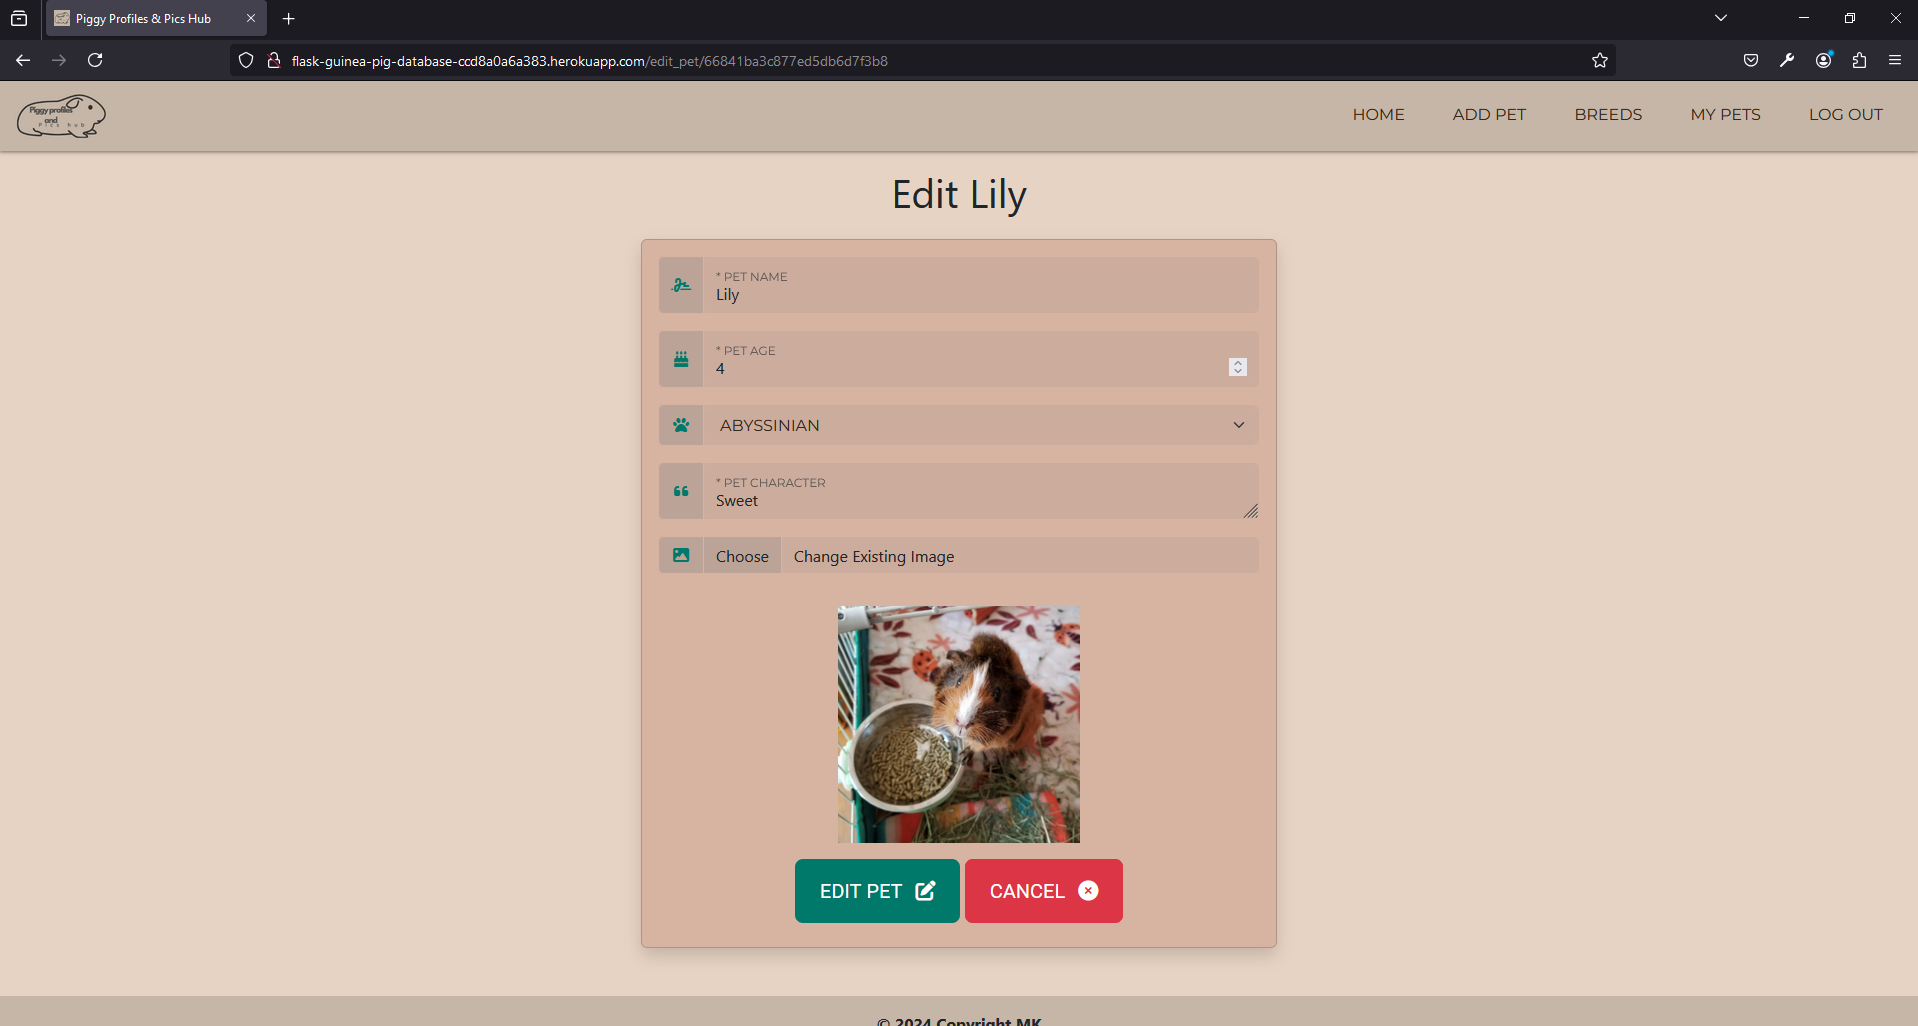 Piggy Profiles & Pics Hub
flask-guinea-pig-database-ccd8a0a6a383.herokuapp.com/edit_pet/66841ba3c877ed5db6d7f3b8
Piggy profiles
and
Pics hub
HOME
ADD PET
BREEDS
MY PETS
LOG OUT
Edit Lily
* PET NAME
Lily
* PET AGE
4
ABYSSINIAN
* PET CHARACTER
Sweet
Choose
Change Existing Image
EDIT PET
CANCEL
© 2024 Copyright MK